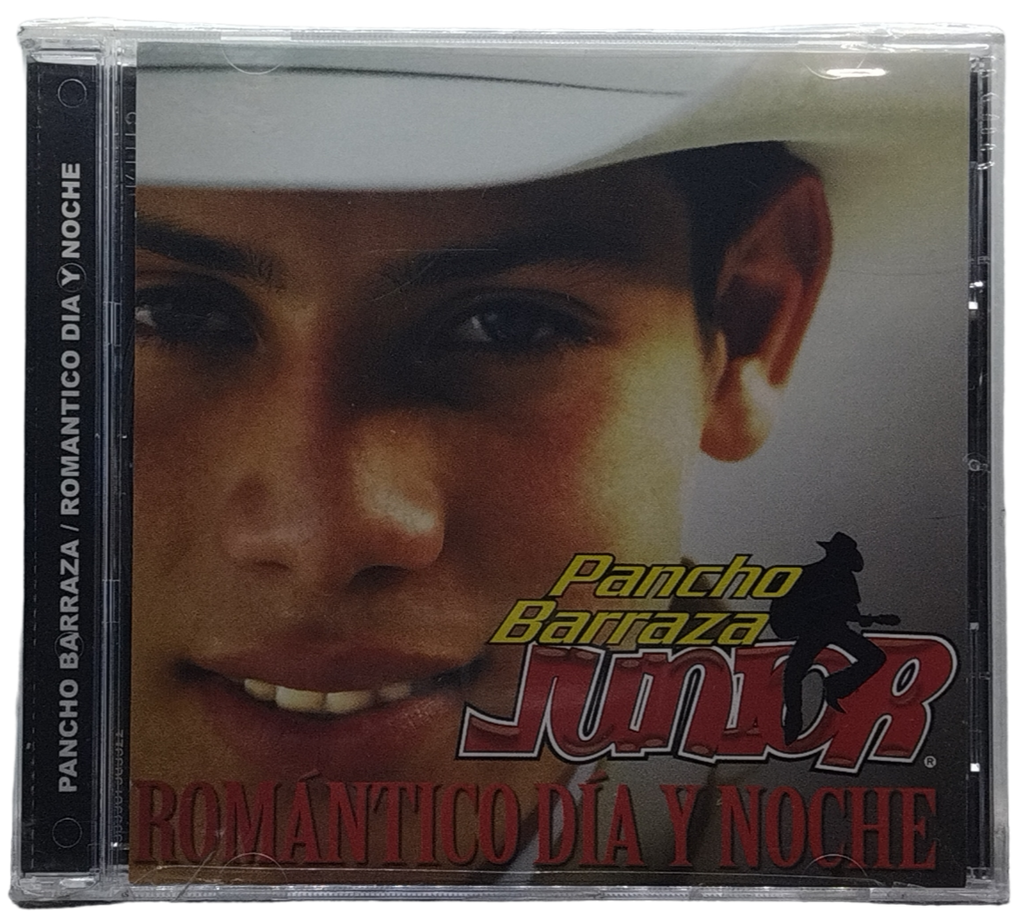 PANCHO BARRAZA / ROMANTICO DIA Y NOCHE
Pancho
Barraza
JUNIOR
®
ROMÁNTICO DÍA Y NOCHE